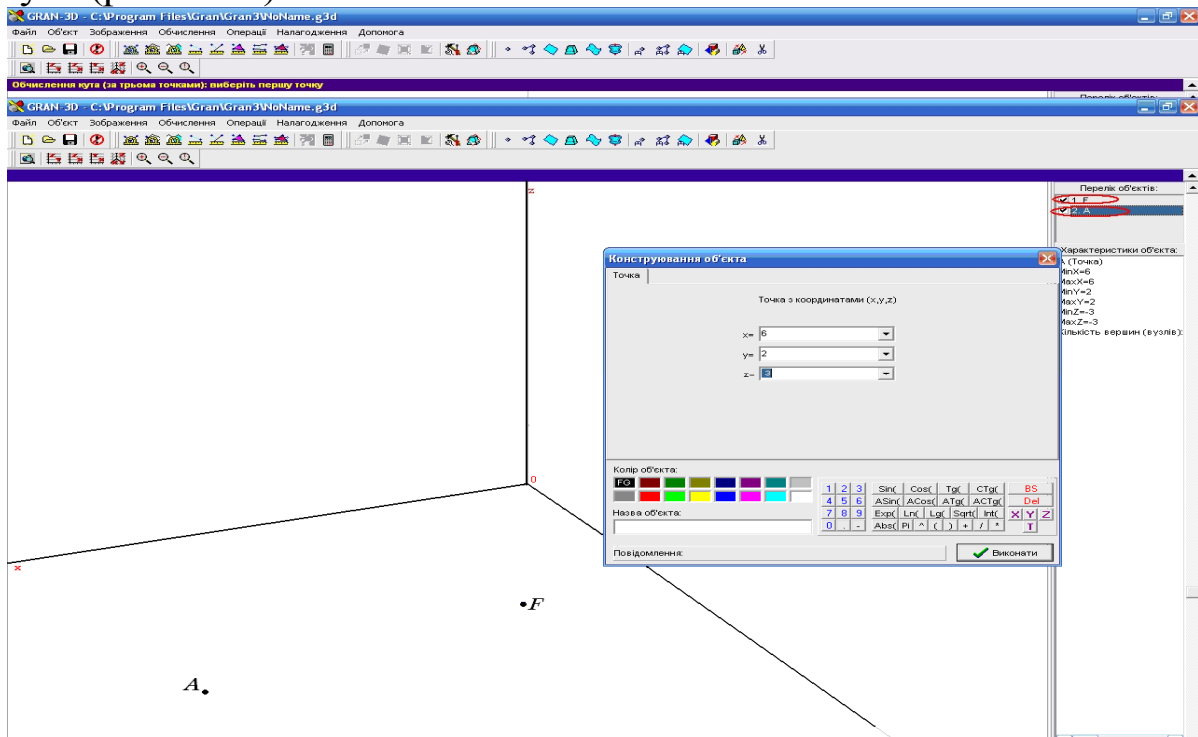 GRAN-3D - C:\Program Files\Gran\Gran3\NoName.g3d
Файл Об'єкт Зображення Обчислення Операції Налагодження Допомога
Обчислення кута (за трьома точками): виберіть першу точку
GRAN-3D - C:\Program Files\Gran\Gran3\NoName.g3d
Файл Об'єкт Зображення Обчислення Операції Налагодження Допомога
Перелік об'єктів:
1. F
2. A
Характеристики об'єкта:
(Точка)
MinX=6
MaxX=6
MinY=2
MaxY=2
MinZ=-3
MaxZ=-3
Кількість вершин (вузлів):
z
0
x
F
A
Конструювання об'єкта
Точка
Точка з координатами (x,y,z)
x= 6
y= 2
z= -3
Колір об'єкта:
FG
Назва об'єкта:
1 2 3 Sin( Cos( Tg( CTg( BS
4 5 6 ASin( ACos( ATg( ACTg( Del
7 8 9 Exp( Ln( Lg( Sqrt( Int( X Y Z
0 . - Abs( Pi ^ ( ) + / * T
Повідомлення:
Виконати